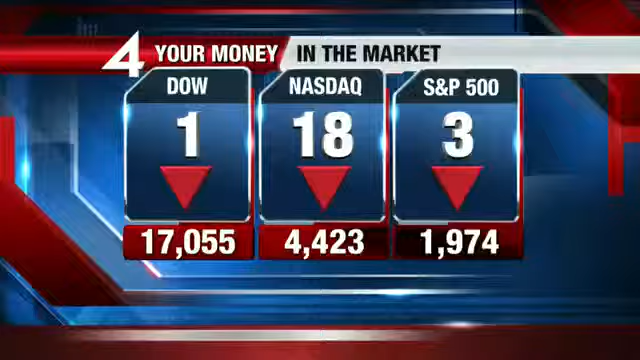 4 YOUR MONEY IN THE MARKET
DOW NASDAQ S&P 500
1 18 3
17,055 4,423 1,974